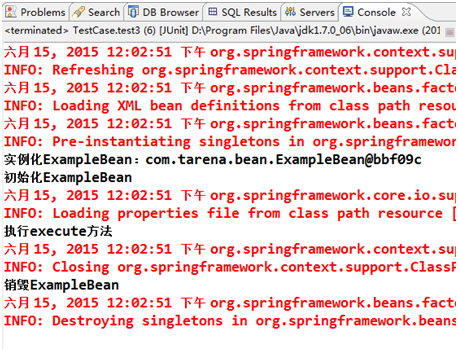 Problems Search DB Browser SQL Results Servers Console
<terminated> TestCase.test3 (6) [JUnit] D:\Program Files\Java\jdk1.7.0_06\bin\javaw.exe (201
六月 15, 2015 12:02:51 下午 org.springframework.context.sup
INFO: Refreshing org.springframework.context.support.Cla
六月 15, 2015 12:02:51 下午 org.springframework.beans.facto
INFO: Loading XML bean definitions from class path resou
六月 15, 2015 12:02:51 下午 org.springframework.beans.facto
INFO: Pre-instantiating singletons in org.springframewor
实例化ExampleBean：com.tarena.bean.ExampleBean@bbf09c
初始化ExampleBean
六月 15, 2015 12:02:51 下午 org.springframework.core.io.sup
INFO: Loading properties file from class path resource [
执行execute方法
六月 15, 2015 12:02:51 下午 org.springframework.context.sup
INFO: Closing org.springframework.context.support.ClassP
销毁ExampleBean
六月 15, 2015 12:02:51 下午 org.springframework.beans.facto
INFO: Destroying singletons in org.springframework.beans